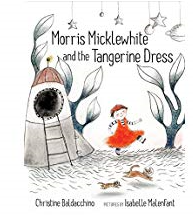 Morris Micklewhite
and the Tangerine Dress
Christine Baldacchino
PICTURES BY Isabelle Malenfant